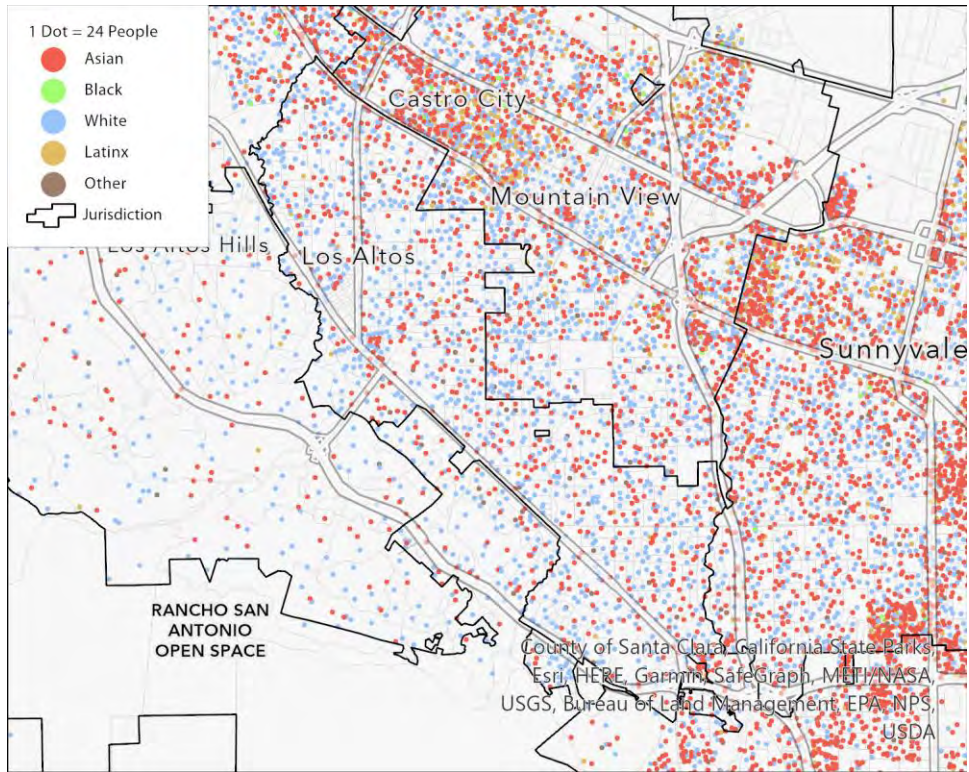 1 Dot = 24 People
Asian
Black
White
Latinx
Other
Jurisdiction
Castro City
Mountain View
Los Altos Hills
Los Altos
Sunnyvale
RANCHO SAN
ANTONIO
OPEN SPACE
County of Santa Clara, California State Parks,
Esri, HERE, Garmin, SafeGraph, METI/NASA,
USGS, Bureau of Land Management, EPA, NPS,
USDA